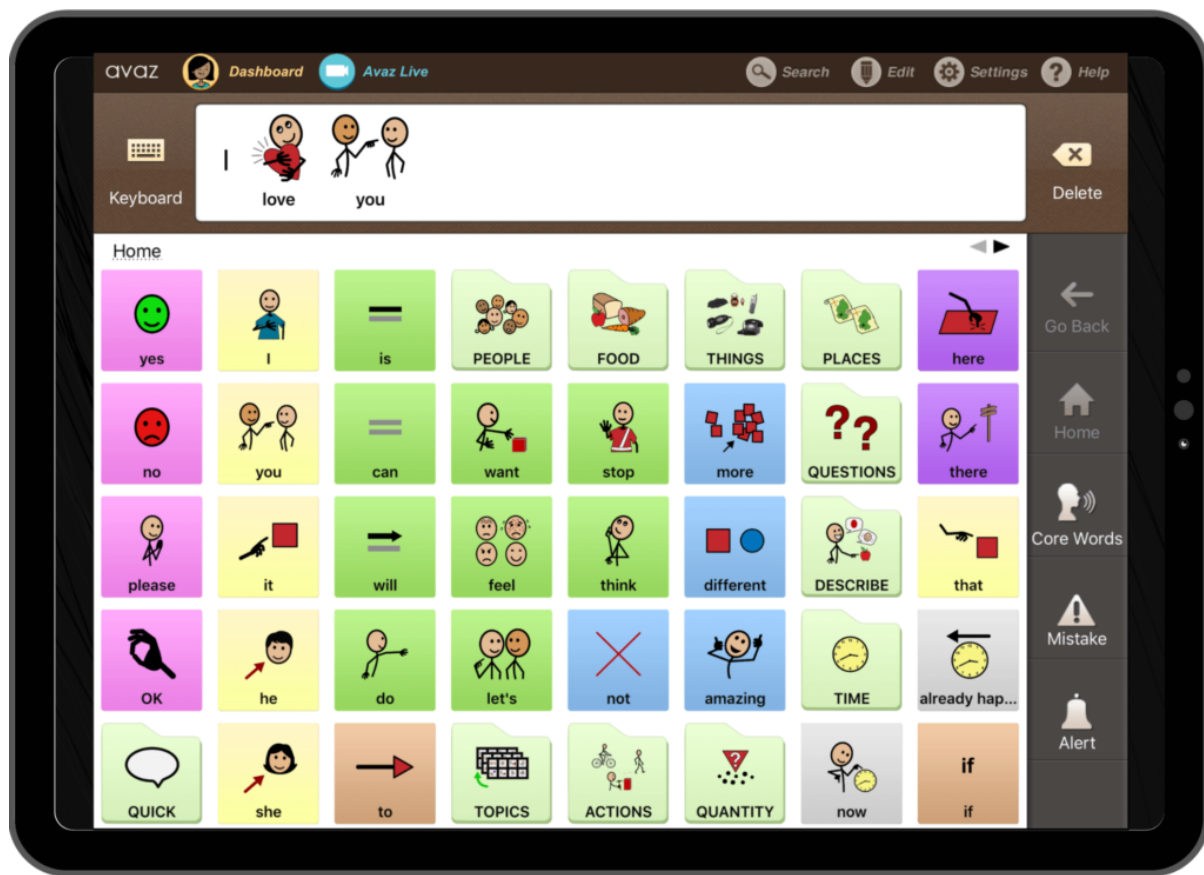 avaz Dashboard Avaz Live Search Edit Settings ? Help
Keyboard
I
love you
Delete
Home
yes I is PEOPLE FOOD THINGS PLACES here
Go Back
no you can want stop more ?? QUESTIONS there
Home
please it will feel think different DESCRIBE that
Core Words
OK he do let's not amazing TIME already hap...
Mistake
if
QUICK she to TOPICS ACTIONS ? QUANTITY now if
Alert